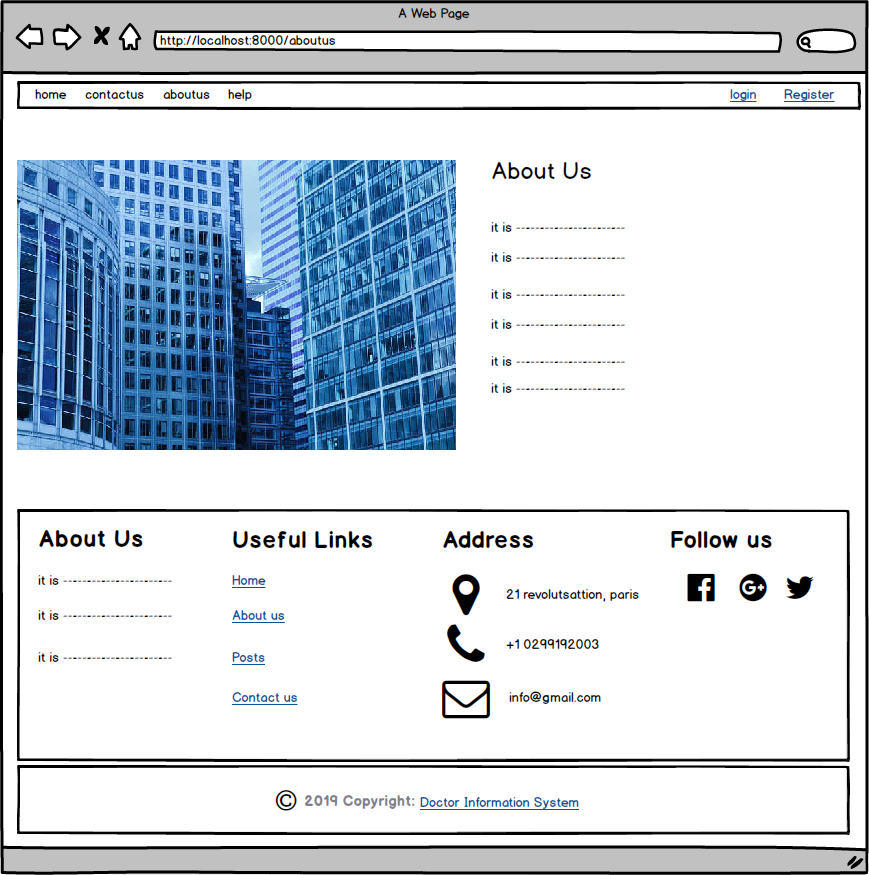 A Web Page
http://localhost:8000/aboutus
home contactus aboutus help login Register
About Us
it is -----------------------
it is -----------------------
it is -----------------------
it is -----------------------
it is -----------------------
it is -----------------------
About Us
it is -----------------------
it is -----------------------
it is -----------------------
Useful Links
Home
About us
Posts
Contact us
Address
21 revolutsattion, paris
+1 0299192003
info@gmail.com
Follow us
f G+
© 2019 Copyright: Doctor Information System